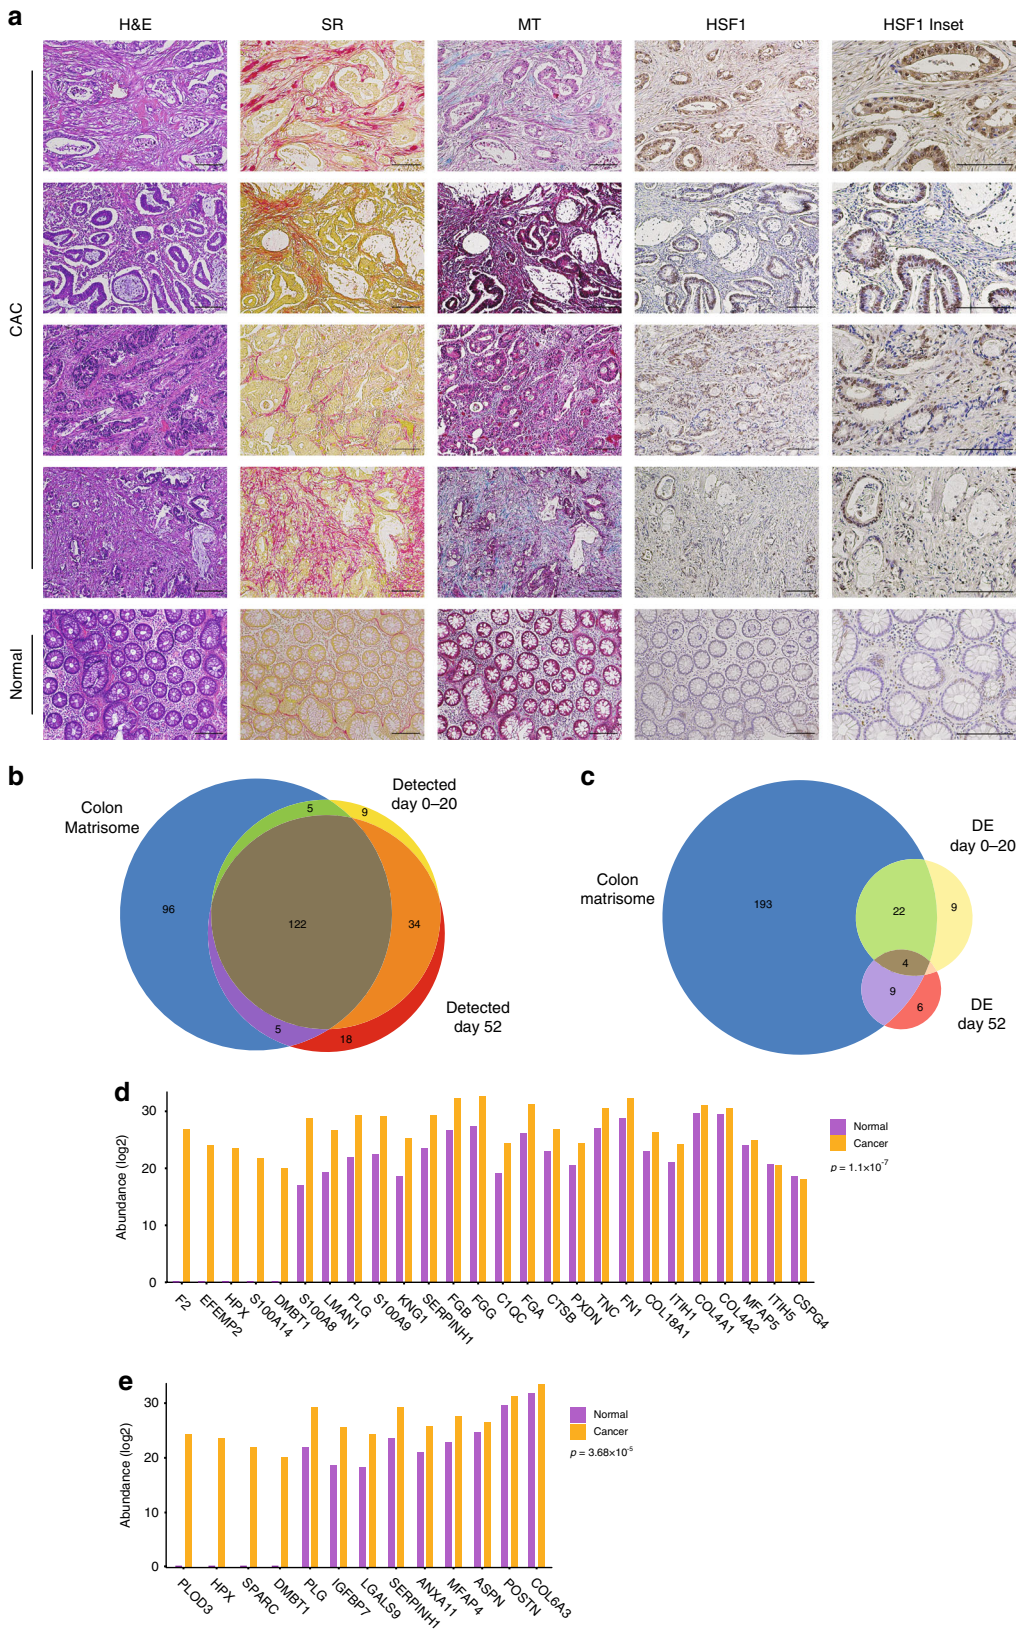 a
H&E
SR
MT
HSF1
HSF1 Inset
CAC
Normal
b
Colon
Matrisome
Detected
day 0–20
Detected
day 52
5
9
96
122
34
5
18
c
Colon
matrisome
DE
day 0–20
DE
day 52
193
22
9
4
9
6
d
Abundance (log2)
30
20
10
0
F2
EFEMP2
HPX
S100A14
DMBT1
S100A8
LMAN1
PLG
S100A9
KNG1
SERPINH1
FGB
FGG
C1QC
FGA
CTSB
PXDN
TNC
FN1
COL18A1
ITIH1
COL4A1
COL4A2
MFAP5
ITIH5
CSPG4
Normal
Cancer
p = 1.1×10⁻⁷
e
Abundance (log2)
30
20
10
0
PLOD3
HPX
SPARC
DMBT1
PLG
IGFBP7
LGALS9
SERPINH1
ANXA11
MFAP4
ASPN
POSTN
COL6A3
Normal
Cancer
p = 3.68×10⁻⁵